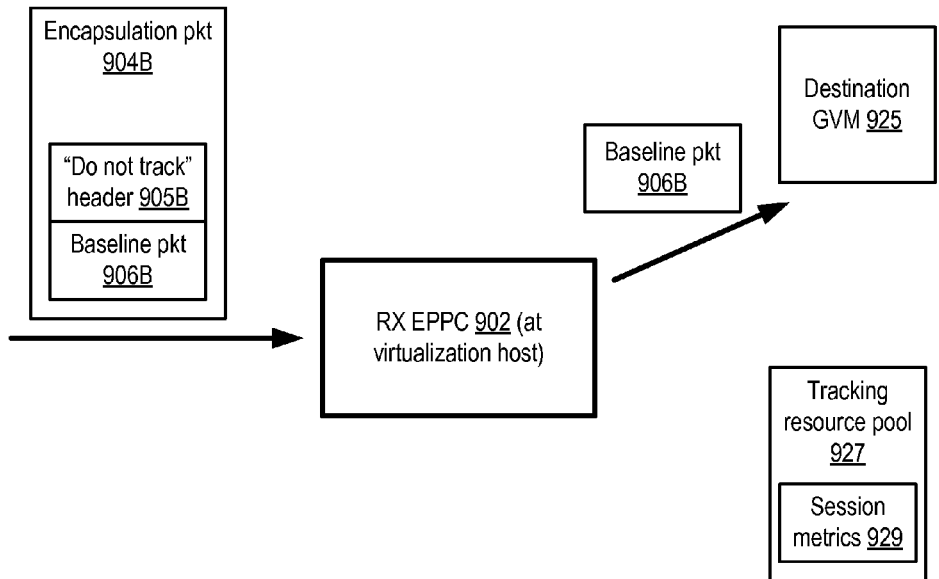 Encapsulation pkt
904B
“Do not track”
header 905B
Baseline pkt
906B
RX EPPC 902 (at
virtualization host)
Baseline pkt
906B
Destination
GVM 925
Tracking
resource pool
927
Session
metrics 929